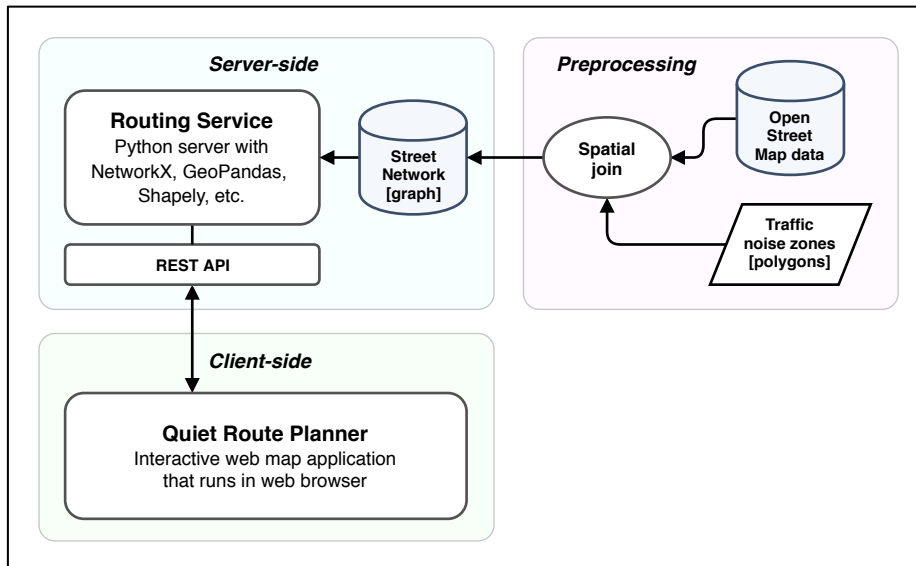 Server-side
Routing Service
Python server with
NetworkX, GeoPandas,
Shapely, etc.
Street
Network
[graph]
REST API
Preprocessing
Spatial
join
Open
Street
Map data
Traffic
noise zones
[polygons]
Client-side
Quiet Route Planner
Interactive web map application
that runs in web browser